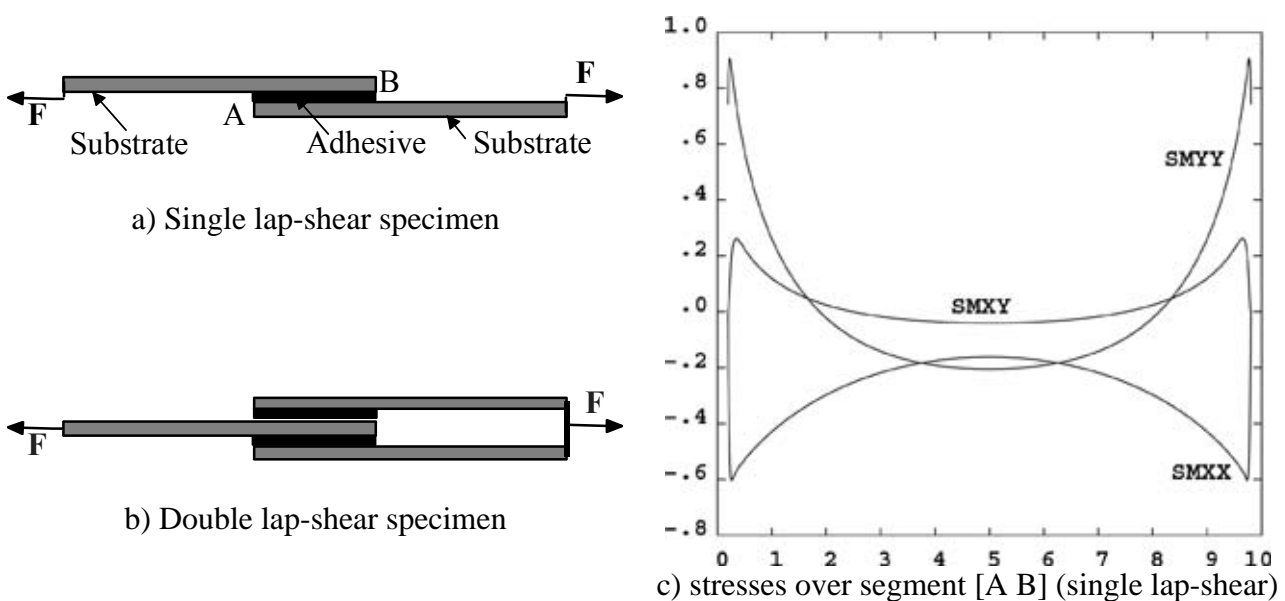 B
F
F
A
Substrate
Adhesive
Substrate
a) Single lap-shear specimen
F
F
b) Double lap-shear specimen
1.0
.8
.6
.4
.2
.0
-.2
-.4
-.6
-.8
SMYY
SMXY
SMXX
0 1 2 3 4 5 6 7 8 9 10
c) stresses over segment [A B] (single lap-shear)